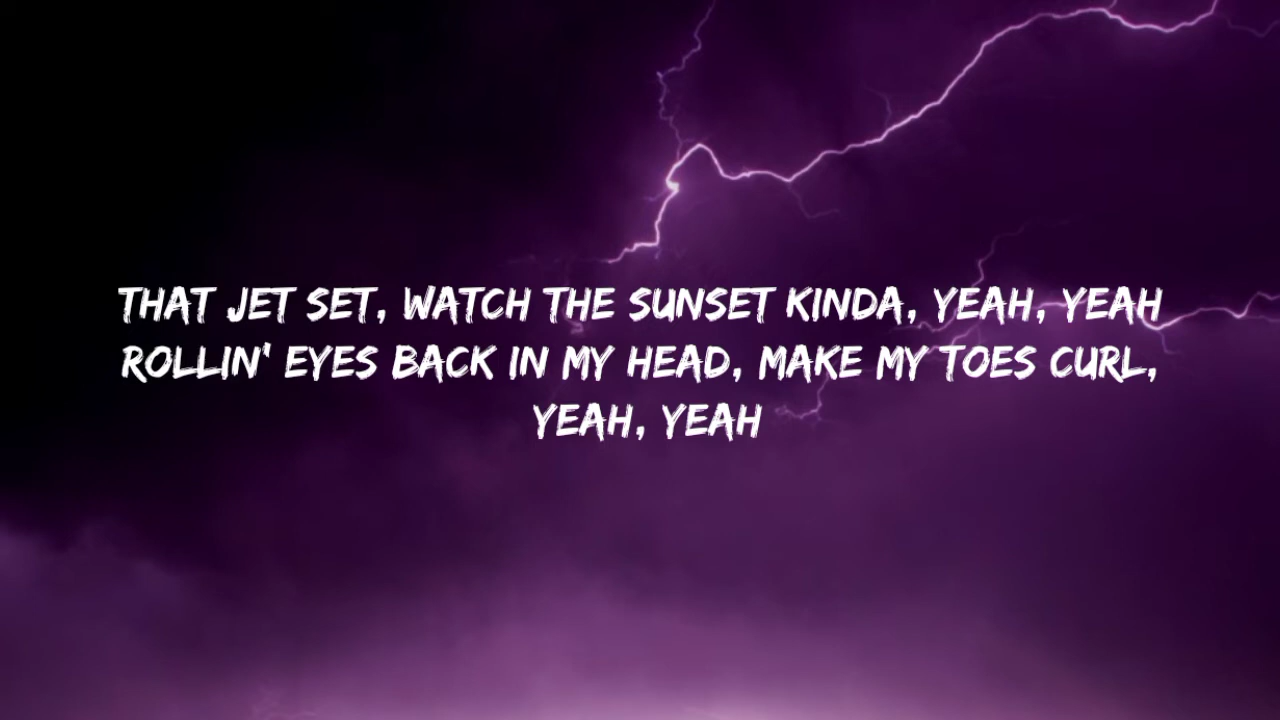 THAT JET SET, WATCH THE SUNSET KINDA, YEAH, YEAH
ROLLIN' EYES BACK IN MY HEAD, MAKE MY TOES CURL,
YEAH, YEAH